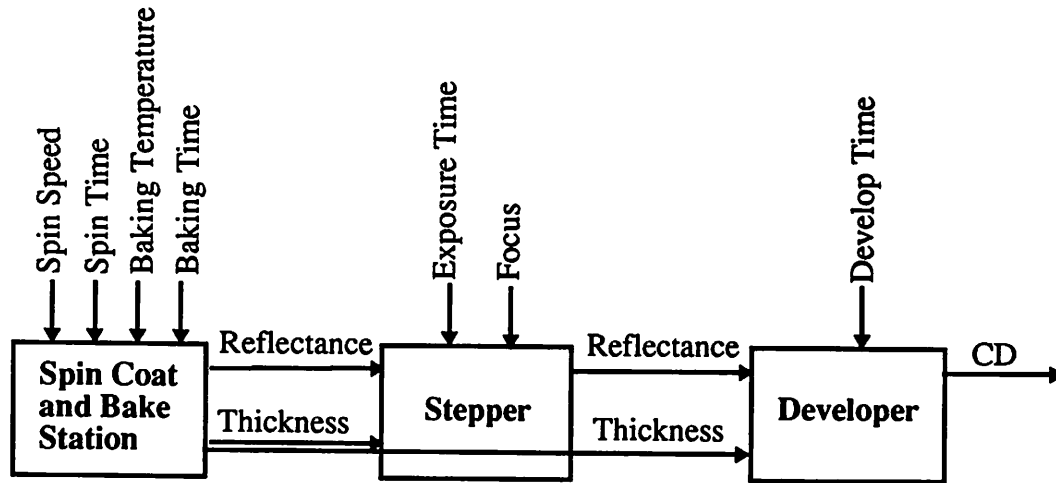 Spin Speed
Spin Time
Baking Temperature
Baking Time
Exposure Time
Focus
Develop Time
Reflectance
Reflectance
CD
Spin Coat
and Bake
Station
Stepper
Developer
Thickness
Thickness